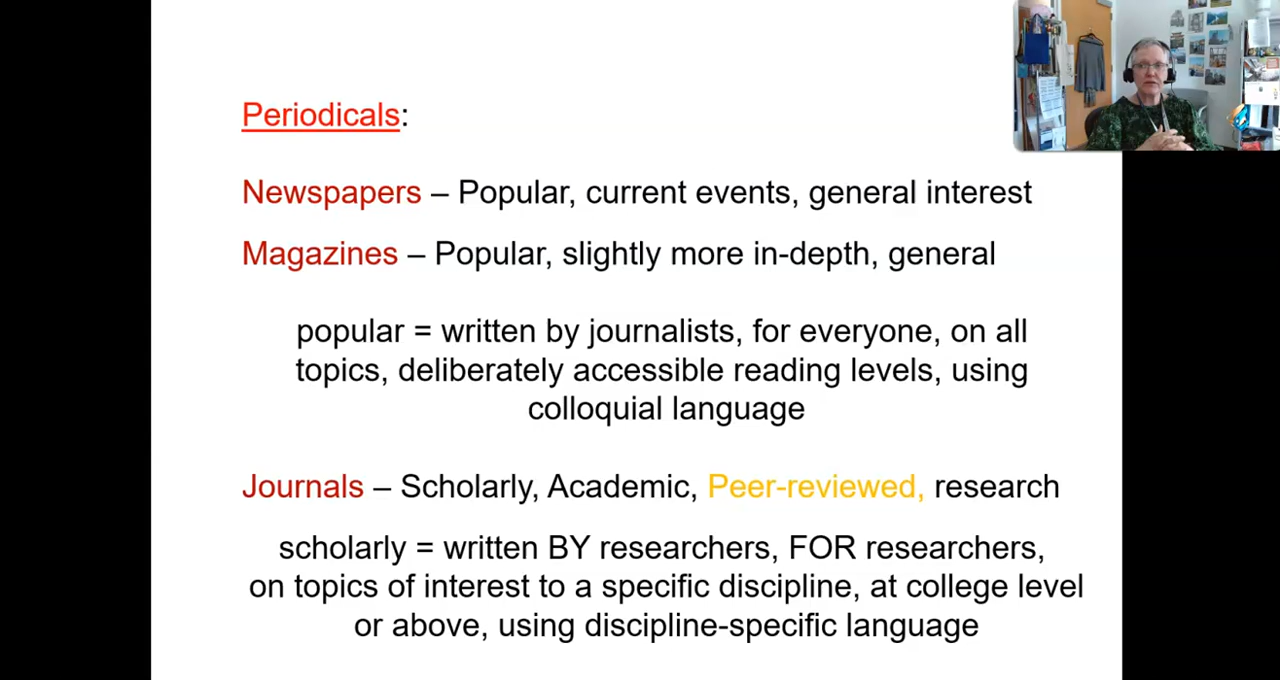 Periodicals:
Newspapers – Popular, current events, general interest
Magazines – Popular, slightly more in-depth, general
popular = written by journalists, for everyone, on all
topics, deliberately accessible reading levels, using
colloquial language
Journals – Scholarly, Academic, Peer-reviewed, research
scholarly = written BY researchers, FOR researchers,
on topics of interest to a specific discipline, at college level
or above, using discipline-specific language